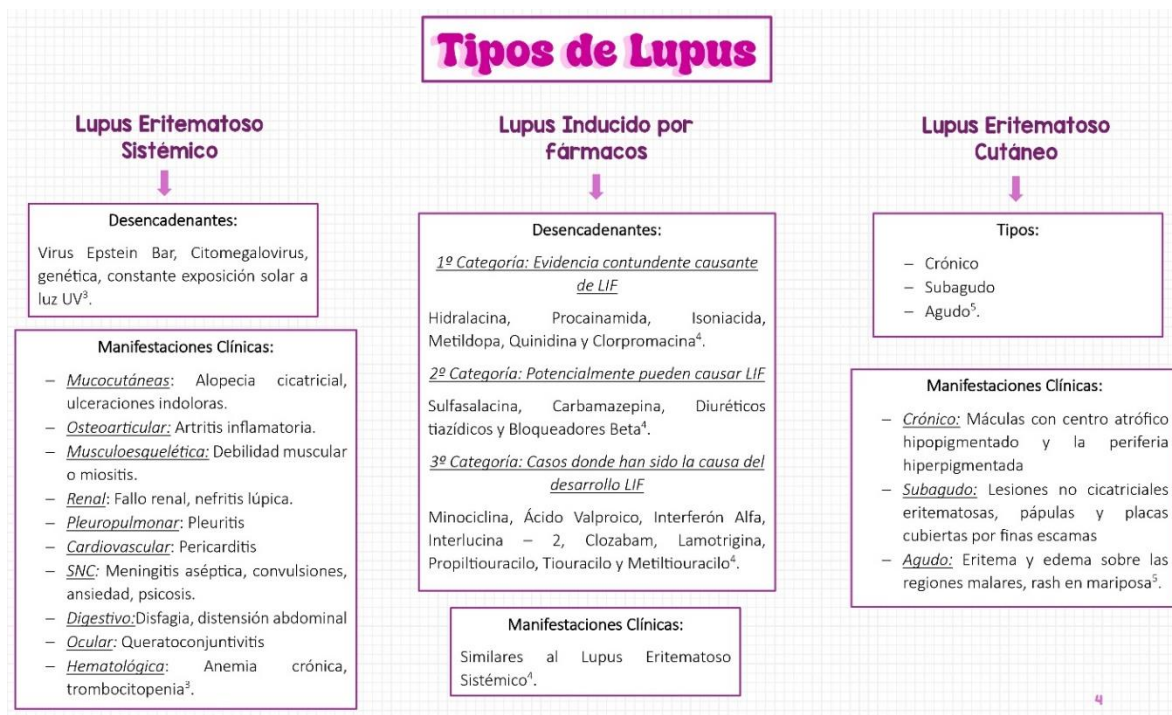 Tipos de Lupus
Lupus Eritematoso
Sistémico
Desencadenantes:
Virus Epstein Bar, Citomegalovirus,
genética, constante exposición solar a
luz UV³.
Manifestaciones Clínicas:
– Mucocutáneas: Alopecia cicatricial,
ulceraciones indoloras.
– Osteoarticular: Artritis inflamatoria.
– Musculoesquelética: Debilidad muscular
o miositis.
– Renal: Fallo renal, nefritis lúpica.
– Pleuropulmonar: Pleuritis
– Cardiovascular: Pericarditis
– SNC: Meningitis aséptica, convulsiones,
ansiedad, psicosis.
– Digestivo:Disfagia, distensión abdominal
– Ocular: Queratoconjuntivitis
– Hematológica: Anemia crónica,
trombocitopenia³.
Lupus Inducido por
fármacos
Desencadenantes:
1º Categoría: Evidencia contundente causante
de LIF
Hidralacina, Procainamida, Isoniacida,
Metildopa, Quinidina y Clorpromacina⁴.
2º Categoría: Potencialmente pueden causar LIF
Sulfasalacina, Carbamazepina, Diuréticos
tiazídicos y Bloqueadores Beta⁴.
3º Categoría: Casos donde han sido la causa del
desarrollo LIF
Minociclina, Ácido Valproico, Interferón Alfa,
Interlucina – 2, Clozabam, Lamotrigina,
Propiltiouracilo, Tiouracilo y Metiltiouracilo⁴.
Manifestaciones Clínicas:
Similares al Lupus Eritematoso
Sistémico⁴.
Lupus Eritematoso
Cutáneo
Tipos:
– Crónico
– Subagudo
– Agudo⁵.
Manifestaciones Clínicas:
– Crónico: Máculas con centro atrófico
hipopigmentado y la periferia
hiperpigmentada
– Subagudo: Lesiones no cicatriciales
eritematosas, pápulas y placas
cubiertas por finas escamas
– Agudo: Eritema y edema sobre las
regiones malares, rash en mariposa⁵.
4